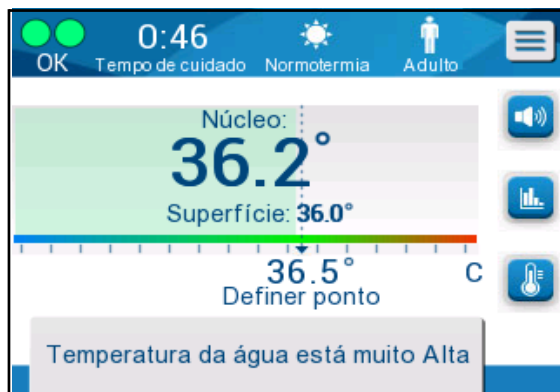 0:46
OK Tempo de cuidado Normotermia Adulto
Núcleo:
36.2°
Superfície: 36.0°
36.5° C
Definer ponto
Temperatura da água está muito Alta